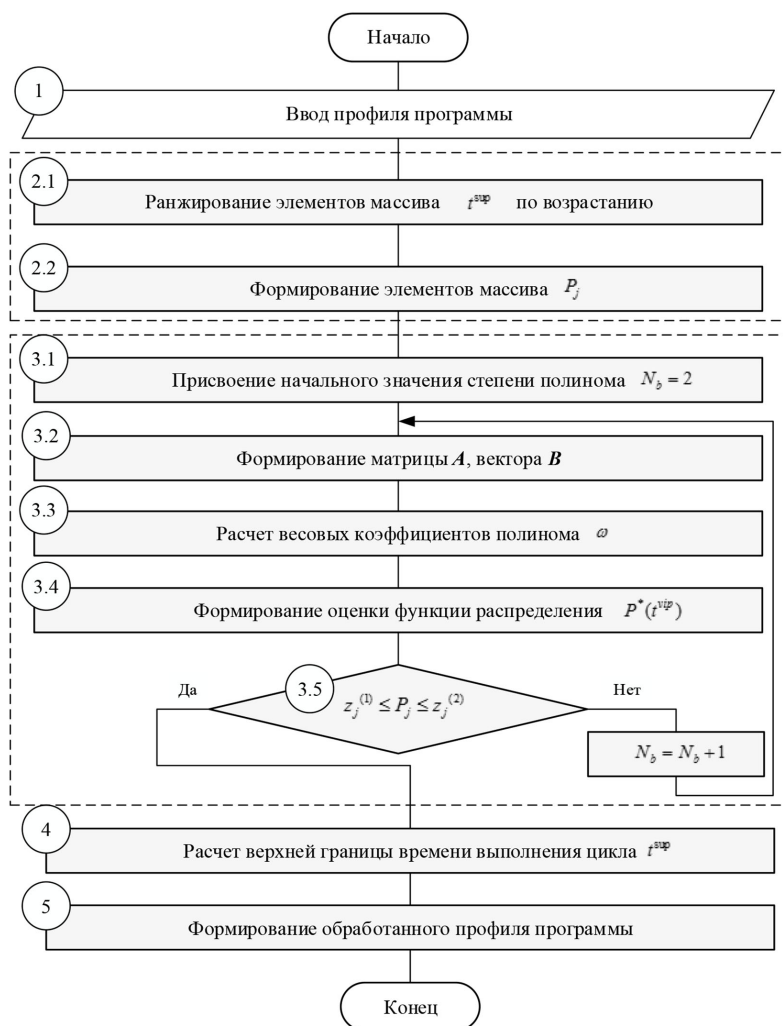 Начало
1
Ввод профиля программы
2.1
Ранжирование элементов массива t^sup по возрастанию
2.2
Формирование элементов массива P_j
3.1
Присвоение начального значения степени полинома N_b = 2
3.2
Формирование матрицы A, вектора B
3.3
Расчет весовых коэффициентов полинома ω
3.4
Формирование оценки функции распределения P^*(t^vip)
3.5
Да
z_j^(1) ≤ P_j ≤ z_j^(2)
Нет
N_b = N_b + 1
4
Расчет верхней границы времени выполнения цикла t^sup
5
Формирование обработанного профиля программы
Конец